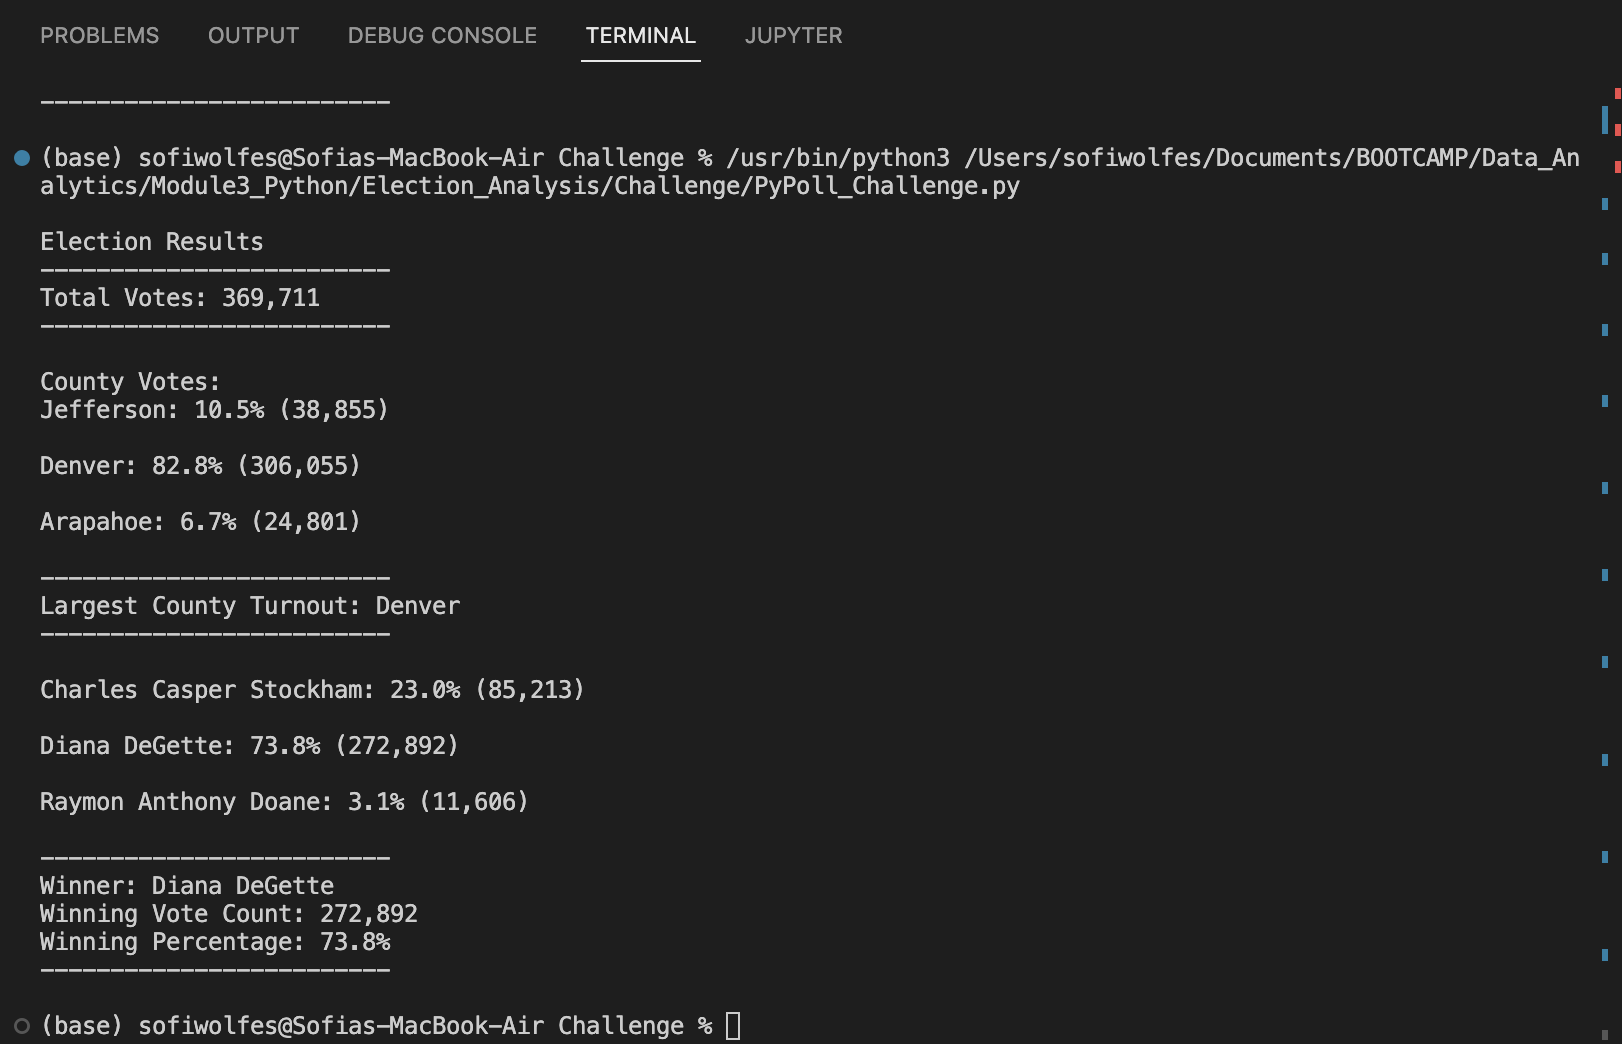 PROBLEMS OUTPUT DEBUG CONSOLE TERMINAL JUPYTER
-------------------------
(base) sofiwolfes@Sofias-MacBook-Air Challenge % /usr/bin/python3 /Users/sofiwolfes/Documents/BOOTCAMP/Data_An
alytics/Module3_Python/Election_Analysis/Challenge/PyPoll_Challenge.py
Election Results
-------------------------
Total Votes: 369,711
-------------------------
County Votes:
Jefferson: 10.5% (38,855)
Denver: 82.8% (306,055)
Arapahoe: 6.7% (24,801)
-------------------------
Largest County Turnout: Denver
-------------------------
Charles Casper Stockham: 23.0% (85,213)
Diana DeGette: 73.8% (272,892)
Raymon Anthony Doane: 3.1% (11,606)
-------------------------
Winner: Diana DeGette
Winning Vote Count: 272,892
Winning Percentage: 73.8%
-------------------------
(base) sofiwolfes@Sofias-MacBook-Air Challenge %